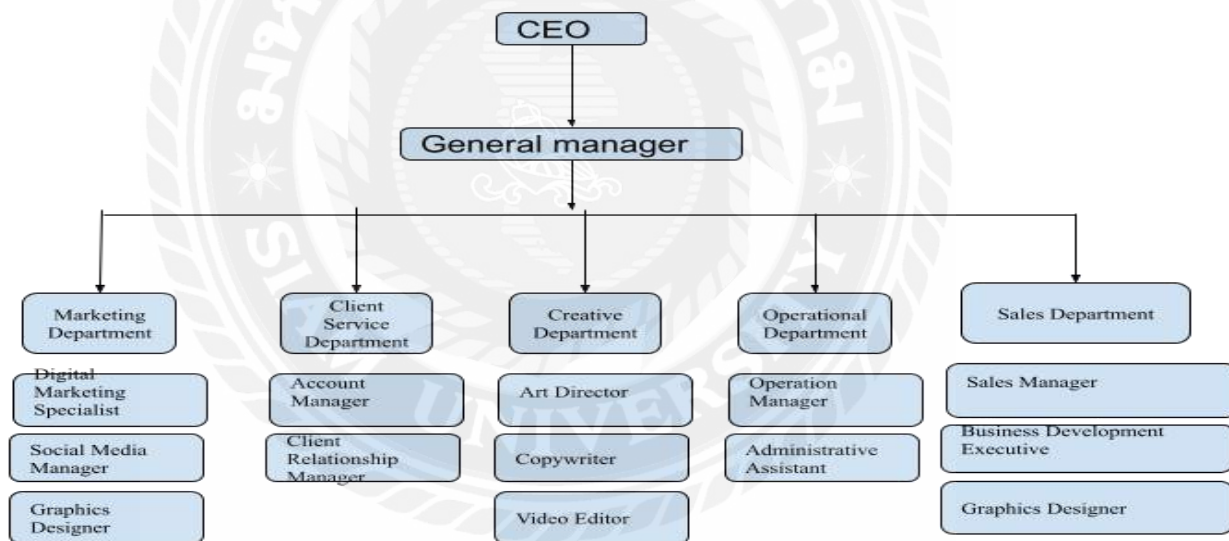 CEO
General manager
Marketing
Department
Client
Service
Department
Creative
Department
Operational
Department
Sales Department
Digital
Marketing
Specialist
Account
Manager
Art Director
Operation
Manager
Sales Manager
Social Media
Manager
Client
Relationship
Manager
Copywriter
Administrative
Assistant
Business Development
Executive
Graphics
Designer
Video Editor
Graphics Designer
UNIVERSITY